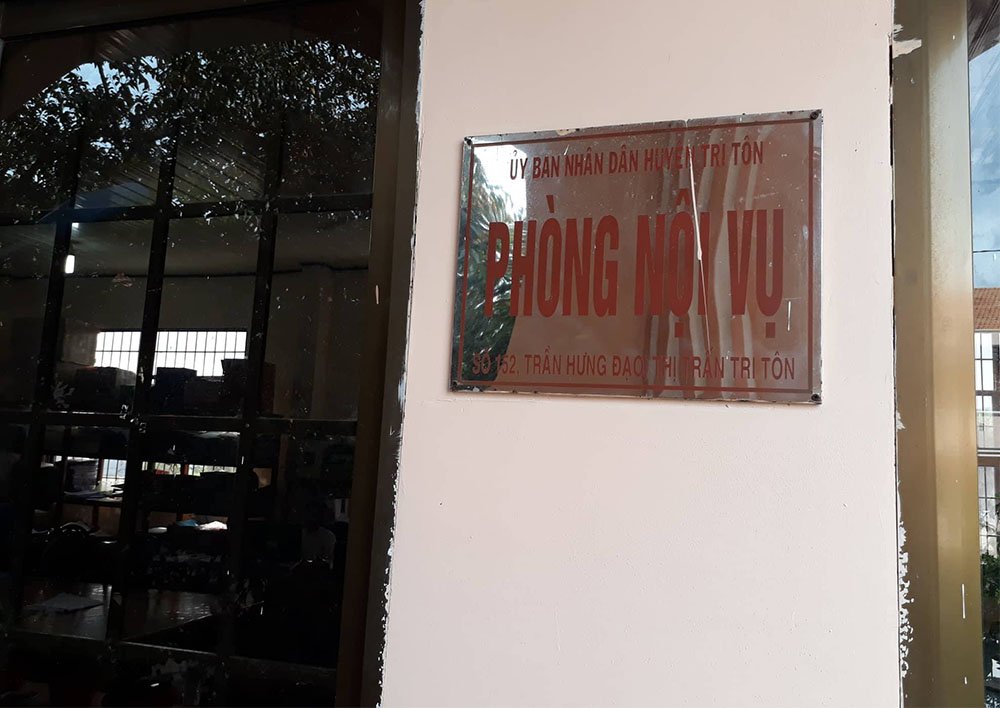 ỦY BAN NHÂN DÂN HUYỆN TRI TÔN
PHÒNG NỘI VỤ
SỐ 152, TRẦN HƯNG ĐẠO, THỊ TRẤN TRI TÔN